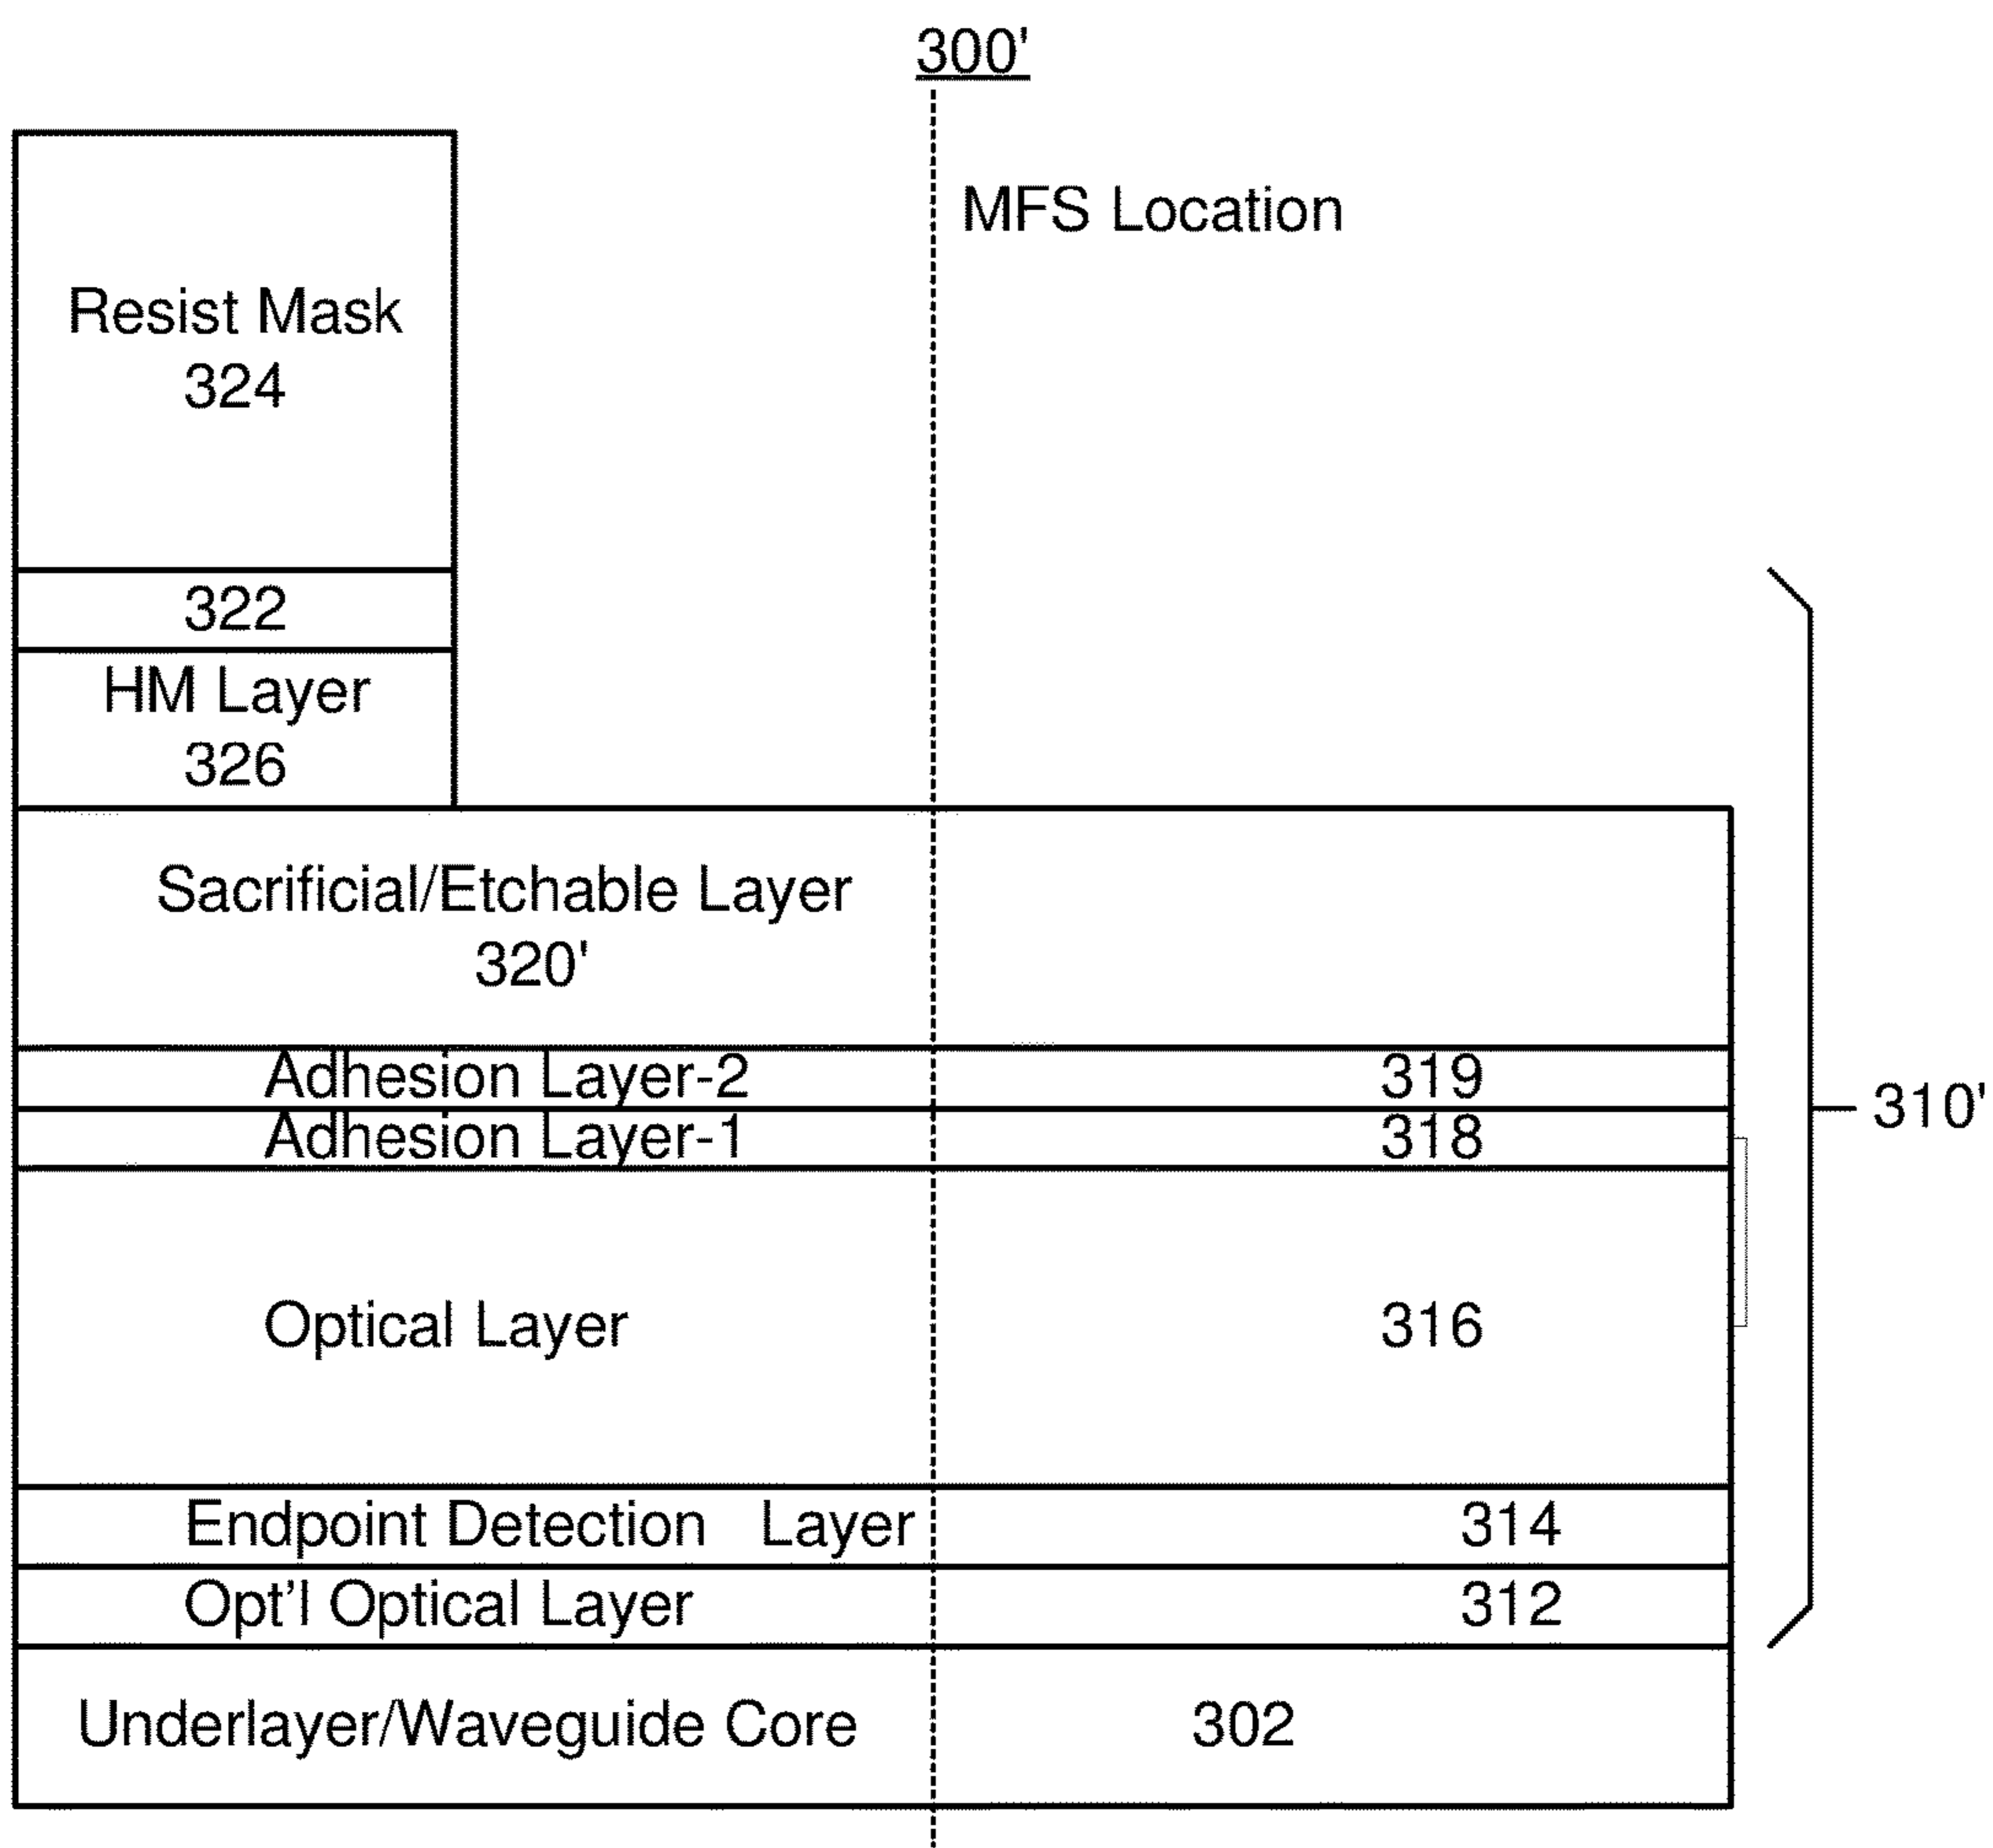 300'
MFS Location
Resist Mask
324
322
HM Layer
326
Sacrificial/Etchable Layer
320'
Adhesion Layer-2 319
310'
Adhesion Layer-1 318
Optical Layer 316
Endpoint Detection Layer 314
Opt'l Optical Layer 312
Underlayer/Waveguide Core 302